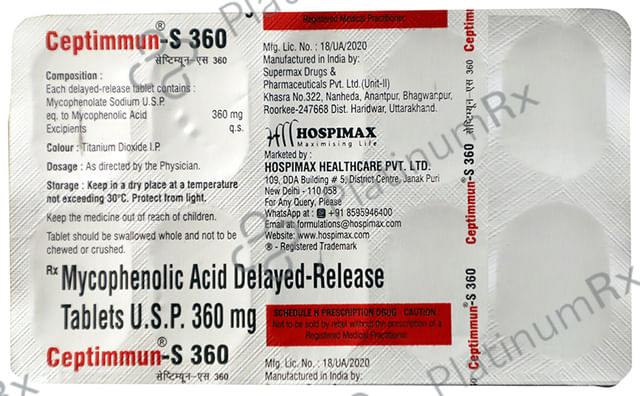 Ceptimmun®-S 360
सेप्टिम्यून-एस 360
Composition :
Each delayed-release tablet contains :
Mycophenolate Sodium U.S.P.
eq. to Mycophenolic Acid 360 mg
Excipients q.s.
Colour : Titanium Dioxide I.P.
Dosage : As directed by the Physician.
Storage : Keep in a dry place at a temperature
not exceeding 30°C. Protect from light.
Keep the medicine out of reach of children.
Tablet should be swallowed whole and not to be
chewed or crushed.
Rx Mycophenolic Acid Delayed-Release
Tablets U.S.P. 360 mg
Ceptimmun®-S 360
सेप्टिम्यून-एस 360
Registered Medical Practitioner.
Mfg. Lic. No. : 18/UA/2020
Manufactured in India by:
Supermax Drugs &
Pharmaceuticals Pvt. Ltd.(Unit-II)
Khasra No.322, Nanheda, Anantpur, Bhagwanpur,
Roorkee-247668 Dist. Haridwar, Uttarakhand.
HOSPIMAX
Maximising Life
Marketed by :
HOSPIMAX HEALTHCARE PVT. LTD.
109, DDA Building # 5, District Centre, Janak Puri
New Delhi - 110 058
For Any Query, Please
WhatsApp at : +91 8595946400
Email at: formulations@hospimax.com
Website: www.hospimax.com
® - Registered Trademark
SCHEDULE H PRESCRIPTION DRUG - CAUTION :
Not to be sold by retail without the prescription of a
Registered Medical Practitioner.
Mfg. Lic. No. : 18/UA/2020
Manufactured in India by:
Ceptimmun®-S 360
सेप्टिम्यून-एस 360
Ceptimmun®-S 360
सेप्टिम्यून-एस 360
PlatinumRx
PlatinumRx
PlatinumRx